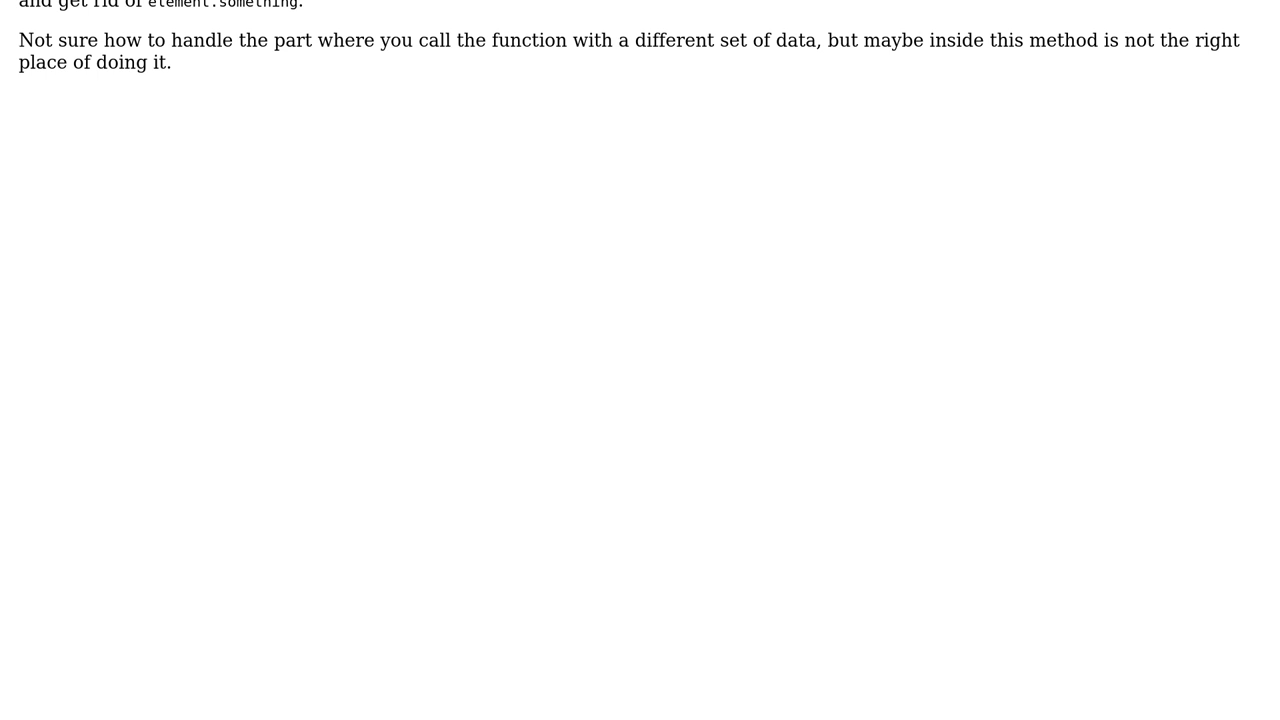 and get rid of element.something.
Not sure how to handle the part where you call the function with a different set of data, but maybe inside this method is not the right
place of doing it.